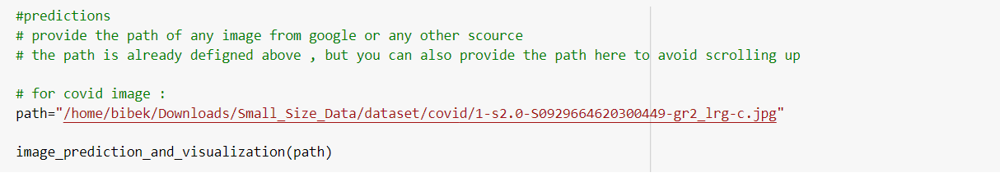 #predictions
# provide the path of any image from google or any other scource
# the path is already defigned above , but you can also provide the path here to avoid scrolling up
# for covid image :
path="/home/bibek/Downloads/Small_Size_Data/dataset/covid/1-s2.0-S0929664620300449-gr2_lrg-c.jpg"
image_prediction_and_visualization(path)